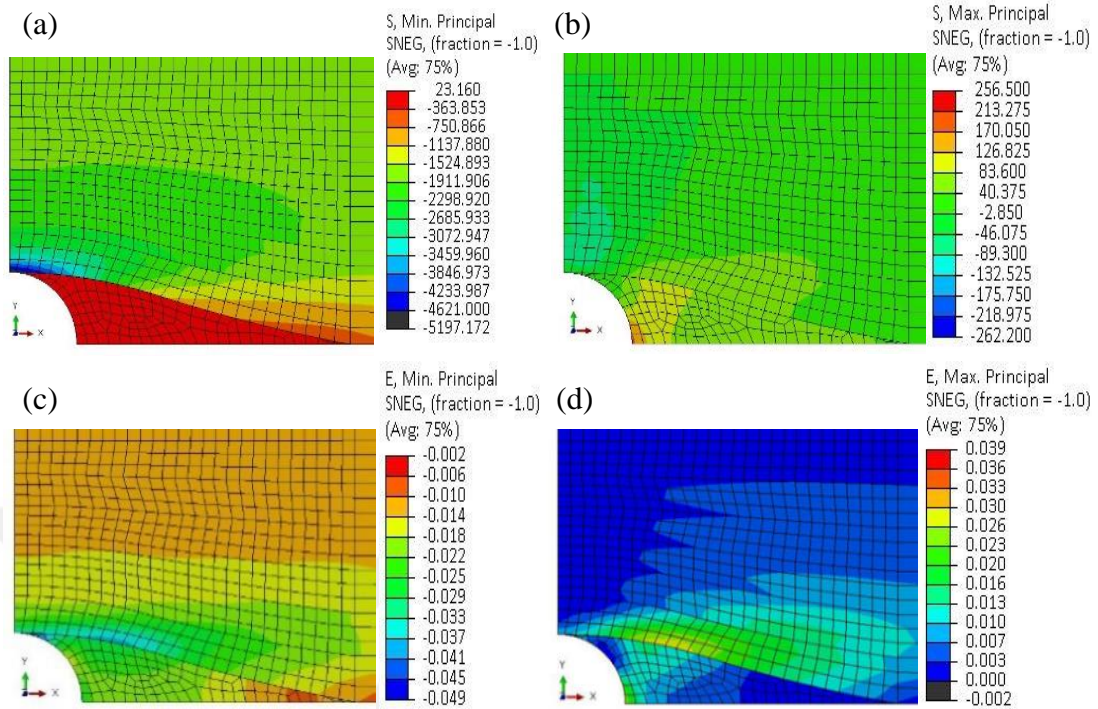 (a)
S, Min. Principal
SNEG, (fraction = -1.0)
(Avg: 75%)
23.160
-363.853
-750.866
-1137.880
-1524.893
-1911.906
-2298.920
-2685.933
-3072.947
-3459.960
-3846.973
-4233.987
-4621.000
-5197.172
Y
X
(b)
S, Max. Principal
SNEG, (fraction = -1.0)
(Avg: 75%)
256.500
213.275
170.050
126.825
83.600
40.375
-2.850
-46.075
-89.300
-132.525
-175.750
-218.975
-262.200
Y
X
(c)
E, Min. Principal
SNEG, (fraction = -1.0)
(Avg: 75%)
-0.002
-0.006
-0.010
-0.014
-0.018
-0.022
-0.025
-0.029
-0.033
-0.037
-0.041
-0.045
-0.049
Y
X
(d)
E, Max. Principal
SNEG, (fraction = -1.0)
(Avg: 75%)
0.039
0.036
0.033
0.030
0.026
0.023
0.020
0.016
0.013
0.010
0.007
0.003
0.000
-0.002
Y
X